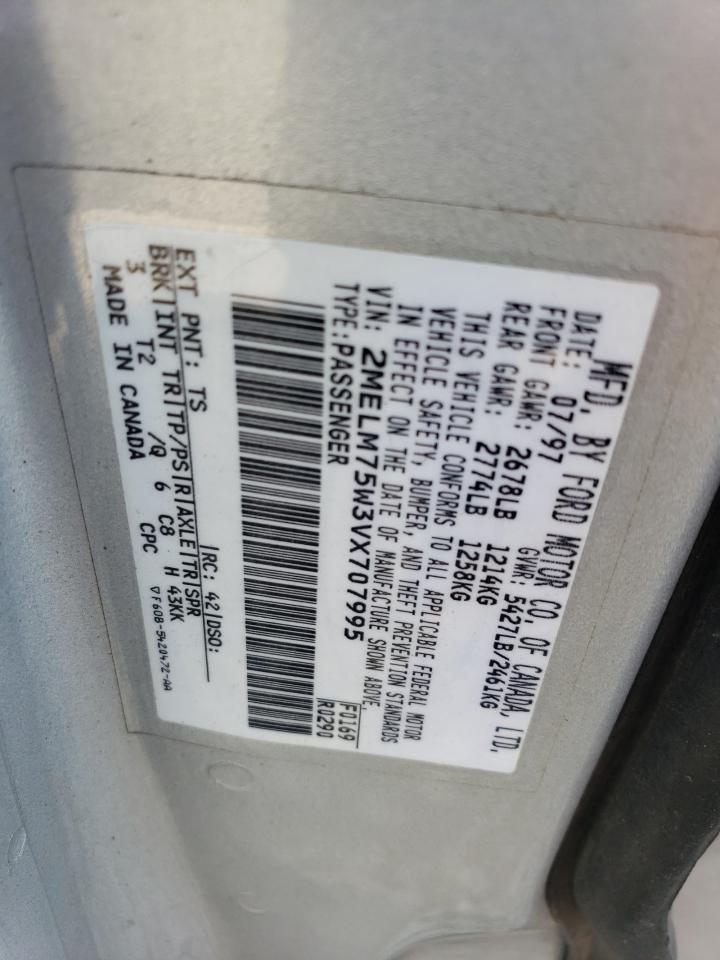 MFD. BY FORD MOTOR CO. OF CANADA, LTD.
DATE: 07/97 GVWR: 5427LB/2461KG
FRONT GAWR: 2678LB 1214KG
REAR GAWR: 2774LB 1258KG
THIS VEHICLE CONFORMS TO ALL APPLICABLE FEDERAL MOTOR
VEHICLE SAFETY, BUMPER, AND THEFT PREVENTION STANDARDS
IN EFFECT ON THE DATE OF MANUFACTURE SHOWN ABOVE.
VIN: 2MELM75W3VX707995
TYPE: PASSENGER
F0169
R0290
EXT PNT: TS RC: 42 DSO:
BRK INT TR TP/PS R AXLE TR SPR
3 T2 /Q 6 C8 H 43KK
MADE IN CANADA CPC
▽F60B-5420472-AA